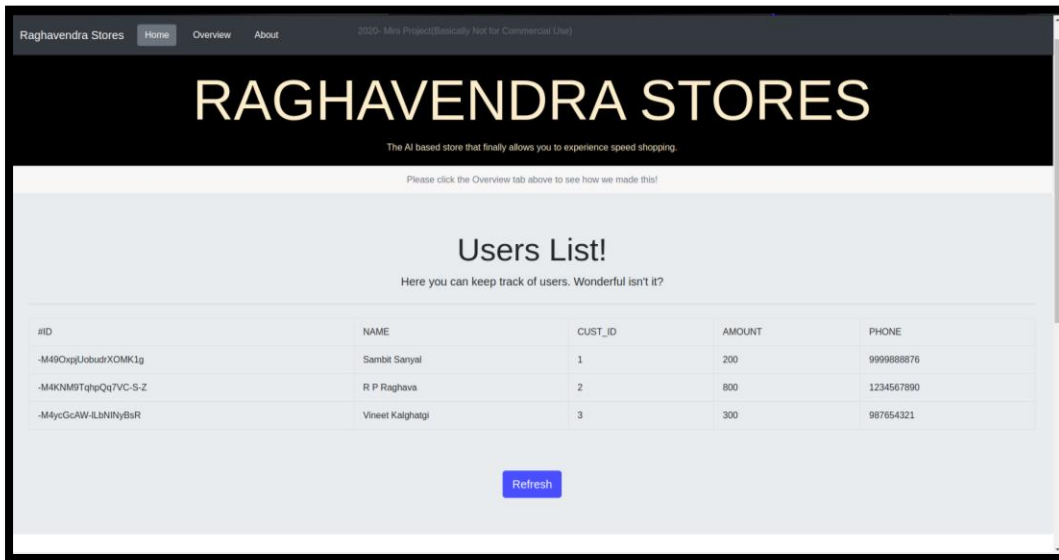 Raghavendra Stores Home Overview About 2020- Mini Project(Basically Not for Commercial Use)
RAGHAVENDRA STORES
The AI based store that finally allows you to experience speed shopping.
Please click the Overview tab above to see how we made this!
Users List!
Here you can keep track of users. Wonderful isn't it?
#ID NAME CUST_ID AMOUNT PHONE
-M49OxpjUobudrXOMK1g Sambit Sanyal 1 200 9999888876
-M4KNM9TqhpQq7VC-S-Z R P Raghava 2 800 1234567890
-M4ycGcAW-ILbNINyBsR Vineet Kalghatgi 3 300 987654321
Refresh